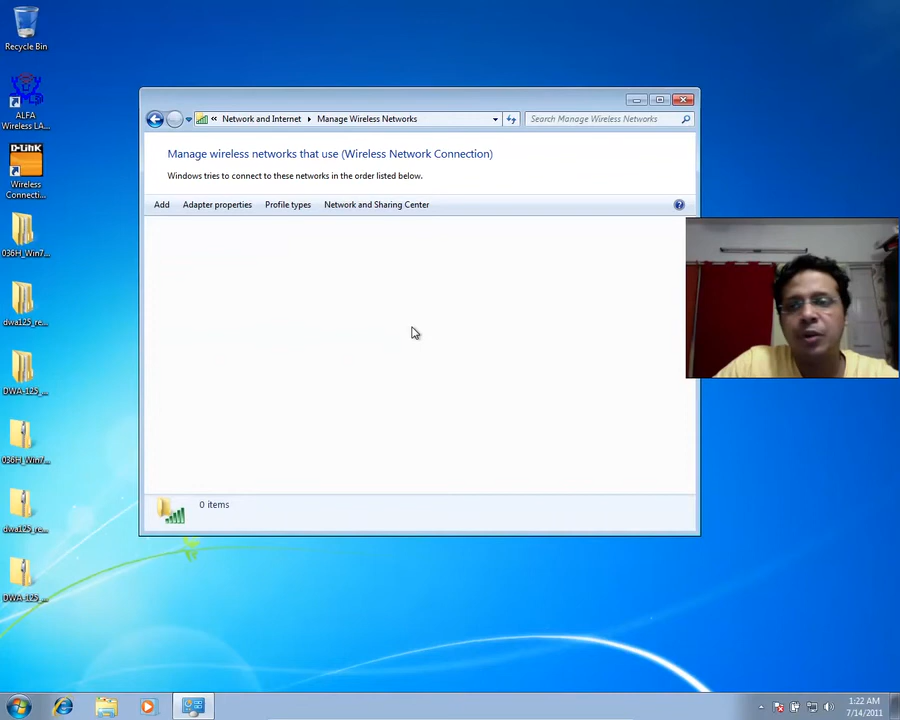 Recycle Bin
ALFA
Wireless LA...
D-Link
Wireless
Connecti...
036H_Win7...
dwa125_re...
DWA-125_...
036H_Win7...
dwa125_re...
DWA-125_...
« Network and Internet ▸ Manage Wireless Networks
Search Manage Wireless Networks
Manage wireless networks that use (Wireless Network Connection)
Windows tries to connect to these networks in the order listed below.
Add Adapter properties Profile types Network and Sharing Center
0 items
1:22 AM
7/14/2011